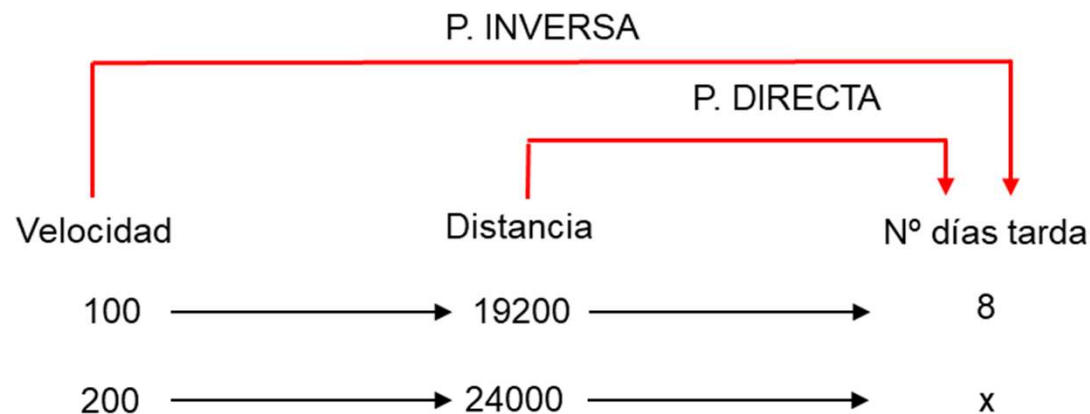 P. INVERSA
P. DIRECTA
Velocidad Distancia Nº días tarda
100 19200 8
200 24000 x